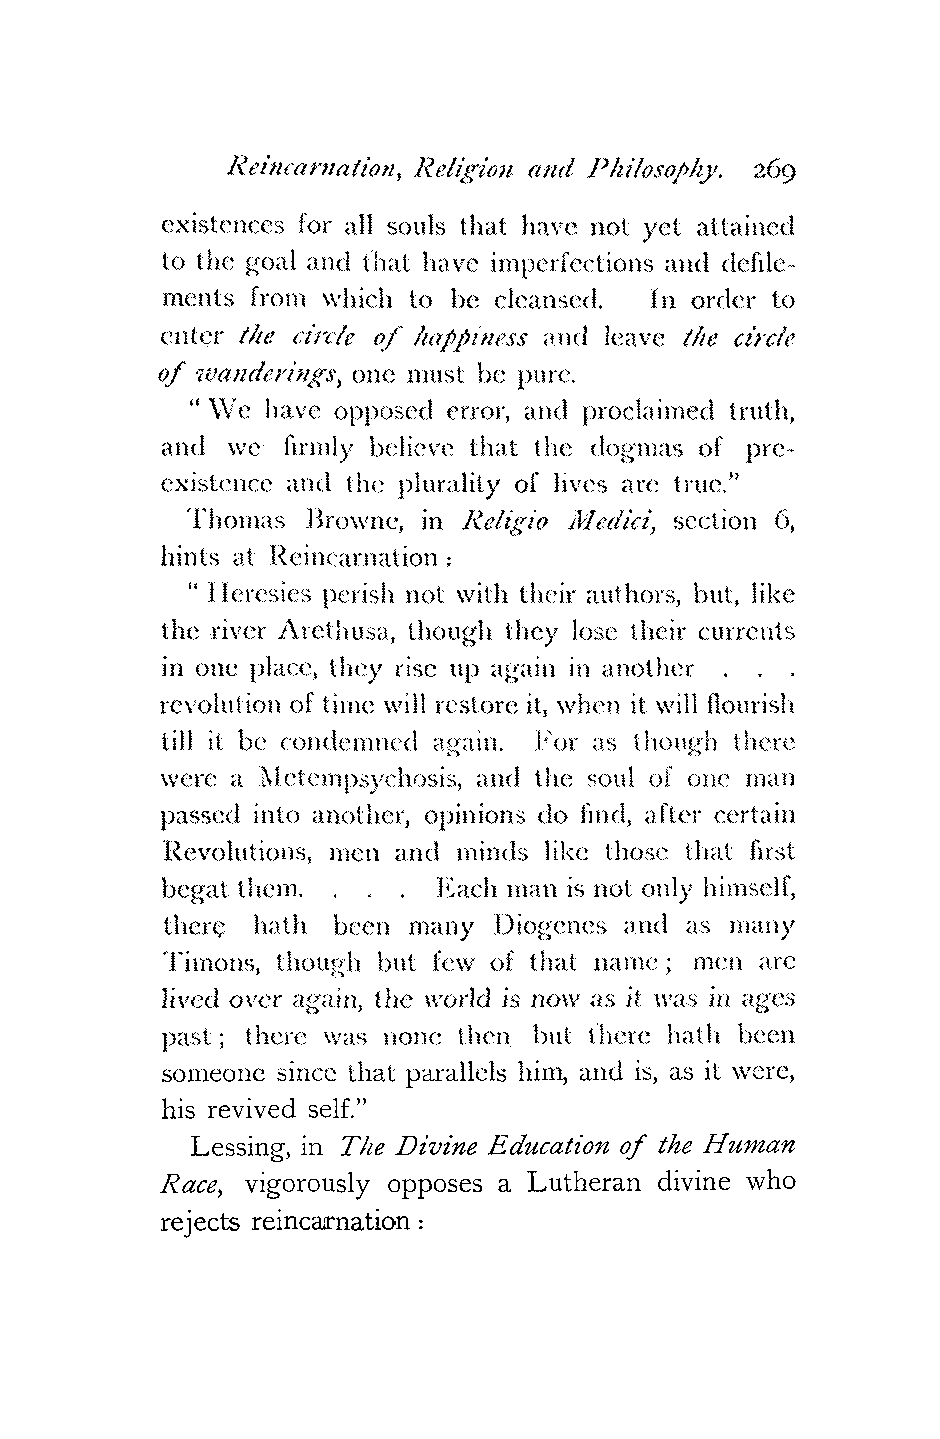 Reincarnation, Religion and Philosophy. 269
existences for all souls that have not yet attained
to the goal and that have imperfections and defile-
ments from which to be cleansed. In order to
enter the circle of happiness and leave the circle
of wanderings, one must be pure.
" We have opposed error, and proclaimed truth,
and we firmly believe that the dogmas of pre-
existence and the plurality of lives are true."
Thomas Browne, in Religio Medici, section 6,
hints at Reincarnation :
" Heresies perish not with their authors, but, like
the river Arethusa, though they lose their currents
in one place, they rise up again in another . . .
revolution of time will restore it, when it will flourish
till it be condemned again. For as though there
were a Metempsychosis, and the soul of one man
passed into another, opinions do find, after certain
Revolutions, men and minds like those that first
begat them. . . . Each man is not only himself,
there hath been many Diogenes and as many
Timons, though but few of that name ; men are
lived over again, the world is now as it was in ages
past ; there was none then but there hath been
someone since that parallels him, and is, as it were,
his revived self."
Lessing, in The Divine Education of the Human
Race, vigorously opposes a Lutheran divine who
rejects reincarnation :